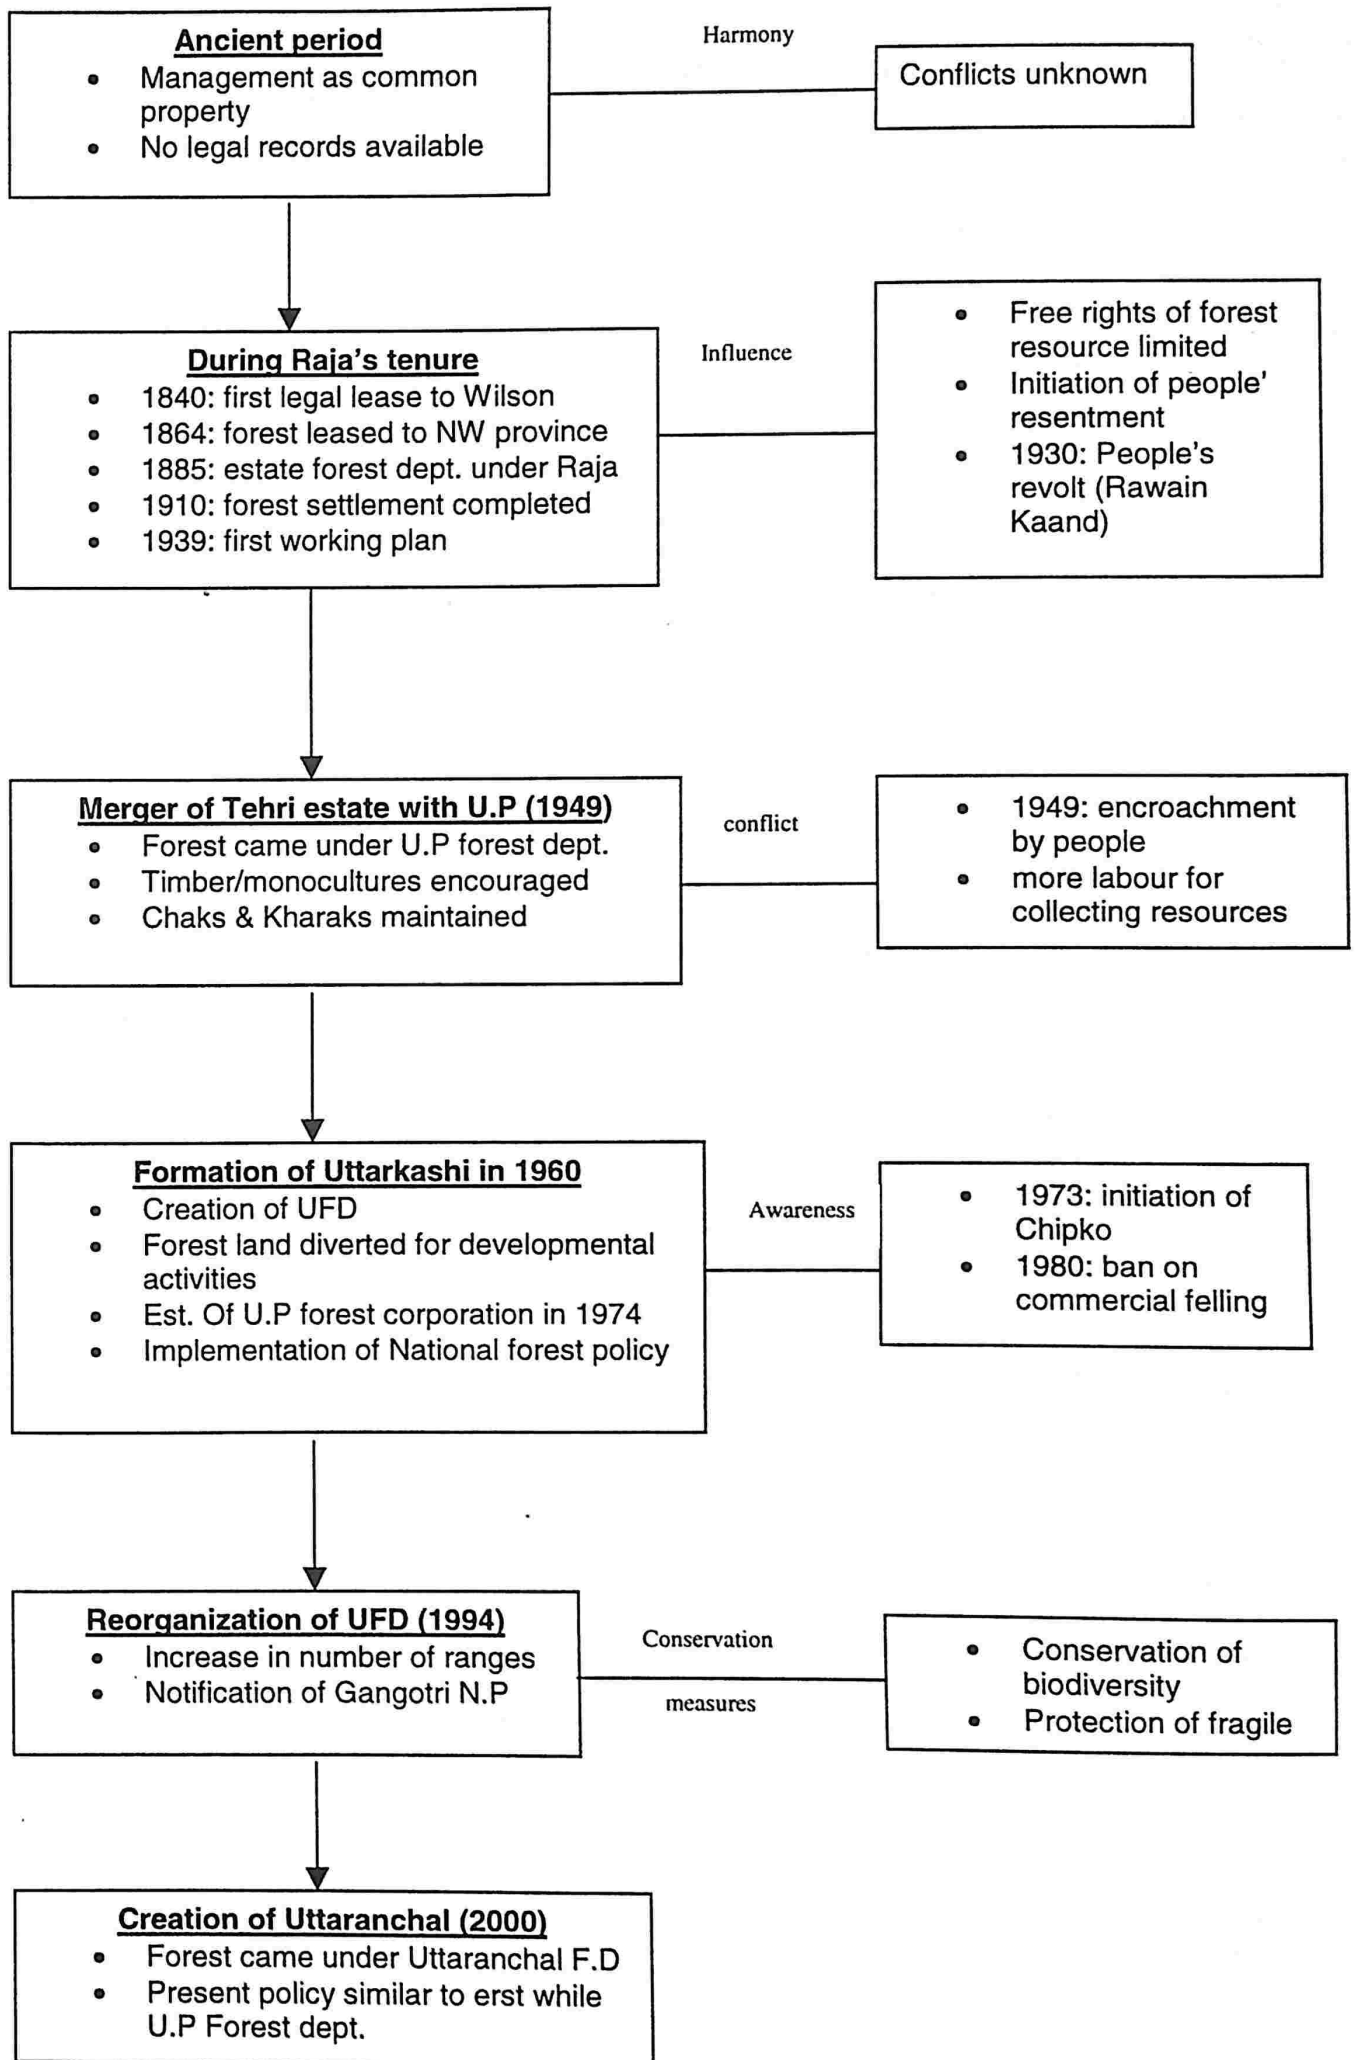 Ancient period
• Management as common
property
• No legal records available
Harmony
Conflicts unknown
During Raja's tenure
• 1840: first legal lease to Wilson
• 1864: forest leased to NW province
• 1885: estate forest dept. under Raja
• 1910: forest settlement completed
• 1939: first working plan
Influence
• Free rights of forest
resource limited
• Initiation of people'
resentment
• 1930: People's
revolt (Rawain
Kaand)
Merger of Tehri estate with U.P (1949)
• Forest came under U.P forest dept.
• Timber/monocultures encouraged
• Chaks & Kharaks maintained
conflict
• 1949: encroachment
by people
• more labour for
collecting resources
Formation of Uttarkashi in 1960
• Creation of UFD
• Forest land diverted for developmental
activities
• Est. Of U.P forest corporation in 1974
• Implementation of National forest policy
Awareness
• 1973: initiation of
Chipko
• 1980: ban on
commercial felling
Reorganization of UFD (1994)
• Increase in number of ranges
• Notification of Gangotri N.P
Conservation
measures
• Conservation of
biodiversity
• Protection of fragile
Creation of Uttaranchal (2000)
• Forest came under Uttaranchal F.D
• Present policy similar to erst while
U.P Forest dept.